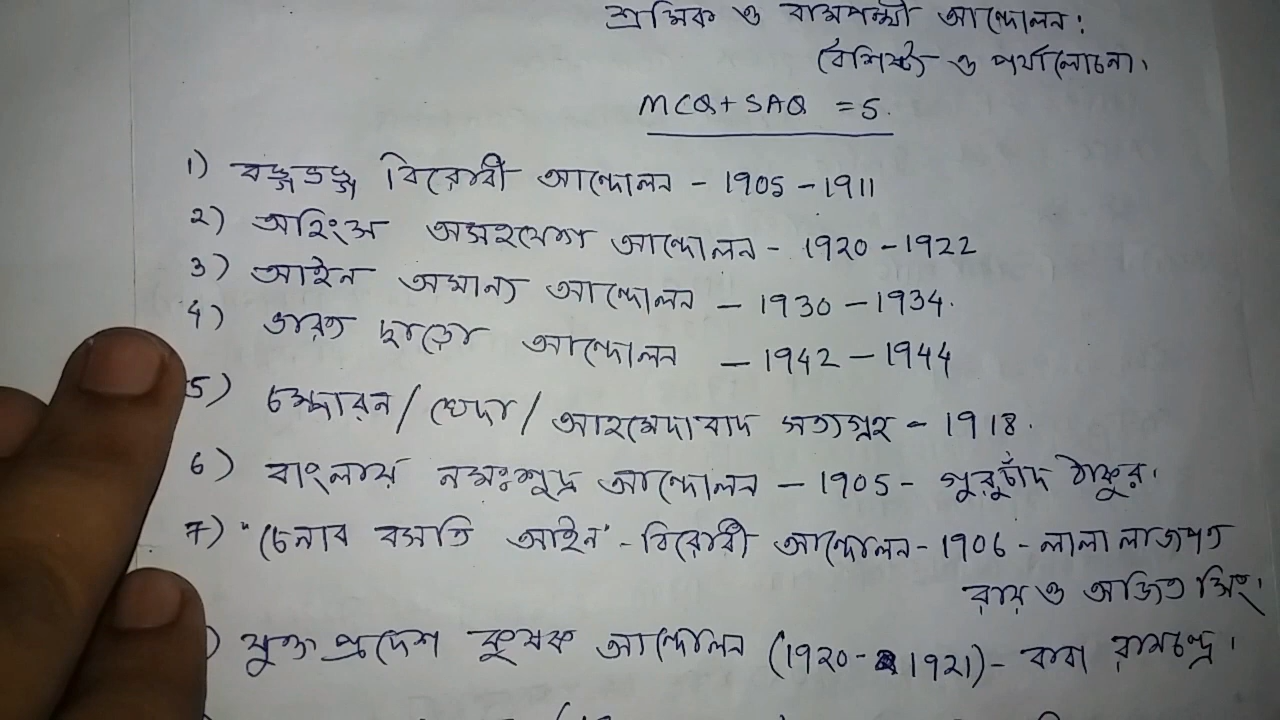 শ্রমিক ও বামপন্থী আন্দোলন:
বৈশিষ্ট্য ও পর্যালোচনা।
MCQ+SAQ = 5.
1) বঙ্গভঙ্গ বিরোধী আন্দোলন - 1905 - 1911
২) অহিংস অসহযোগ আন্দোলন - 1920 - 1922
3) আইন অমান্য আন্দোলন - 1930 - 1934.
4) ভারত ছাড়ো আন্দোলন - 1942 - 1944
5) চম্পারন / খেদা / আহমেদাবাদ সত্যগ্রহ - 1918.
6) বাংলায় নমঃশূদ্র আন্দোলন - 1905 - গুরুচাঁদ ঠাকুর।
7) "চেনাব বসতি আইন" - বিরোধী আন্দোলন - 1906 - লালা লাজপত
রায় ও অজিত সিং।
) যুক্ত প্রদেশ কৃষক আন্দোলন (1920 - 1921) - বাবা রামচন্দ্র।